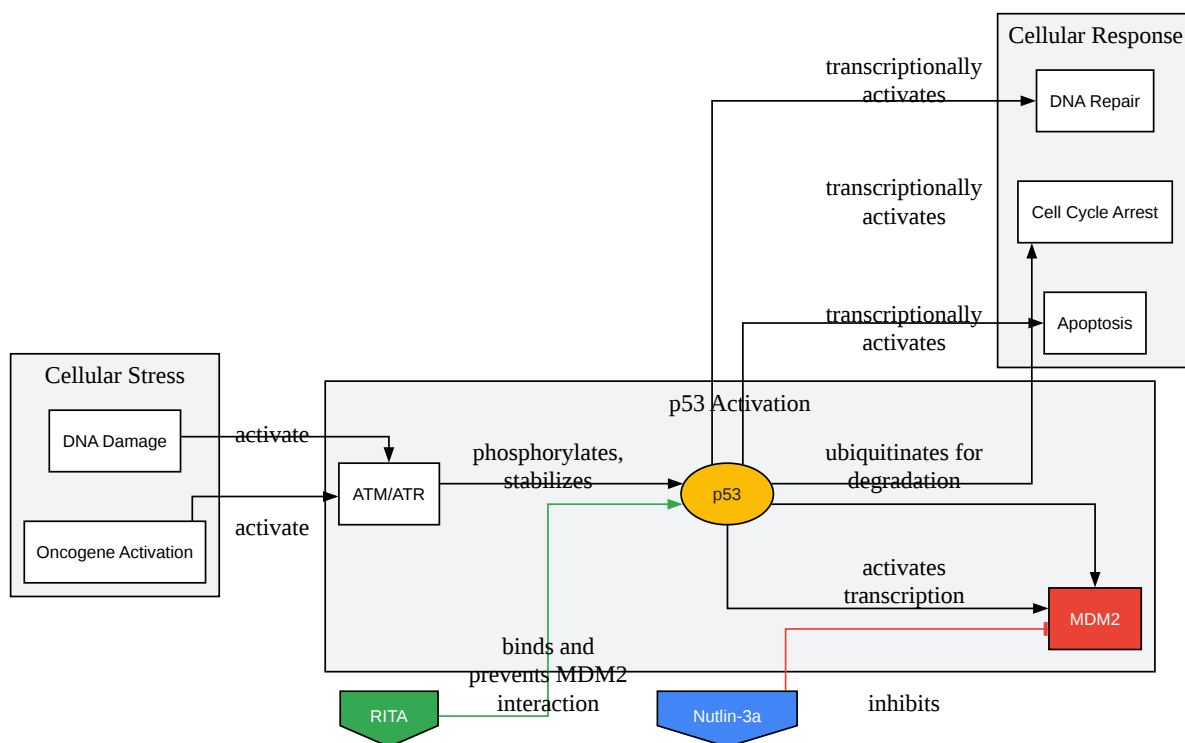 Cellular Response
transcriptionally
activates
DNA Repair
transcriptionally
activates
Cell Cycle Arrest
transcriptionally
activates
Apoptosis
Cellular Stress
DNA Damage
activate
Oncogene Activation
activate
p53 Activation
ATM/ATR
phosphorylates,
stabilizes
p53
ubiquitinates for
degradation
activates
transcription
MDM2
binds and
prevents MDM2
interaction
RITA
Nutlin-3a
inhibits